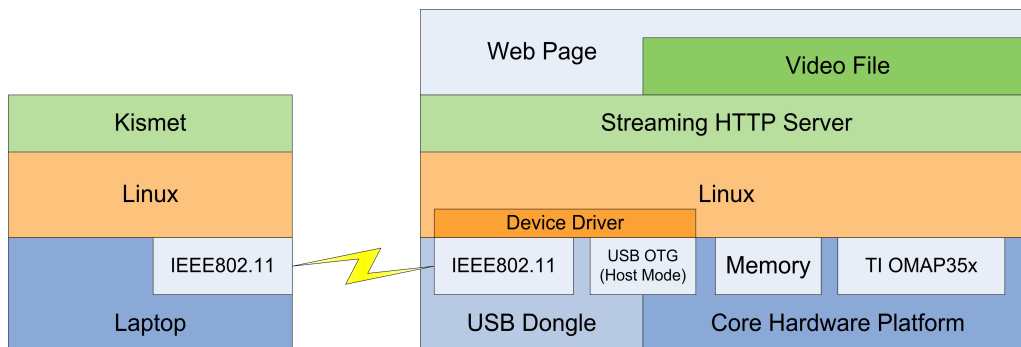 Web Page
Video File
Kismet
Streaming HTTP Server
Linux
Linux
Device Driver
IEEE802.11
IEEE802.11
USB OTG
(Host Mode)
Memory
TI OMAP35x
Laptop
USB Dongle
Core Hardware Platform